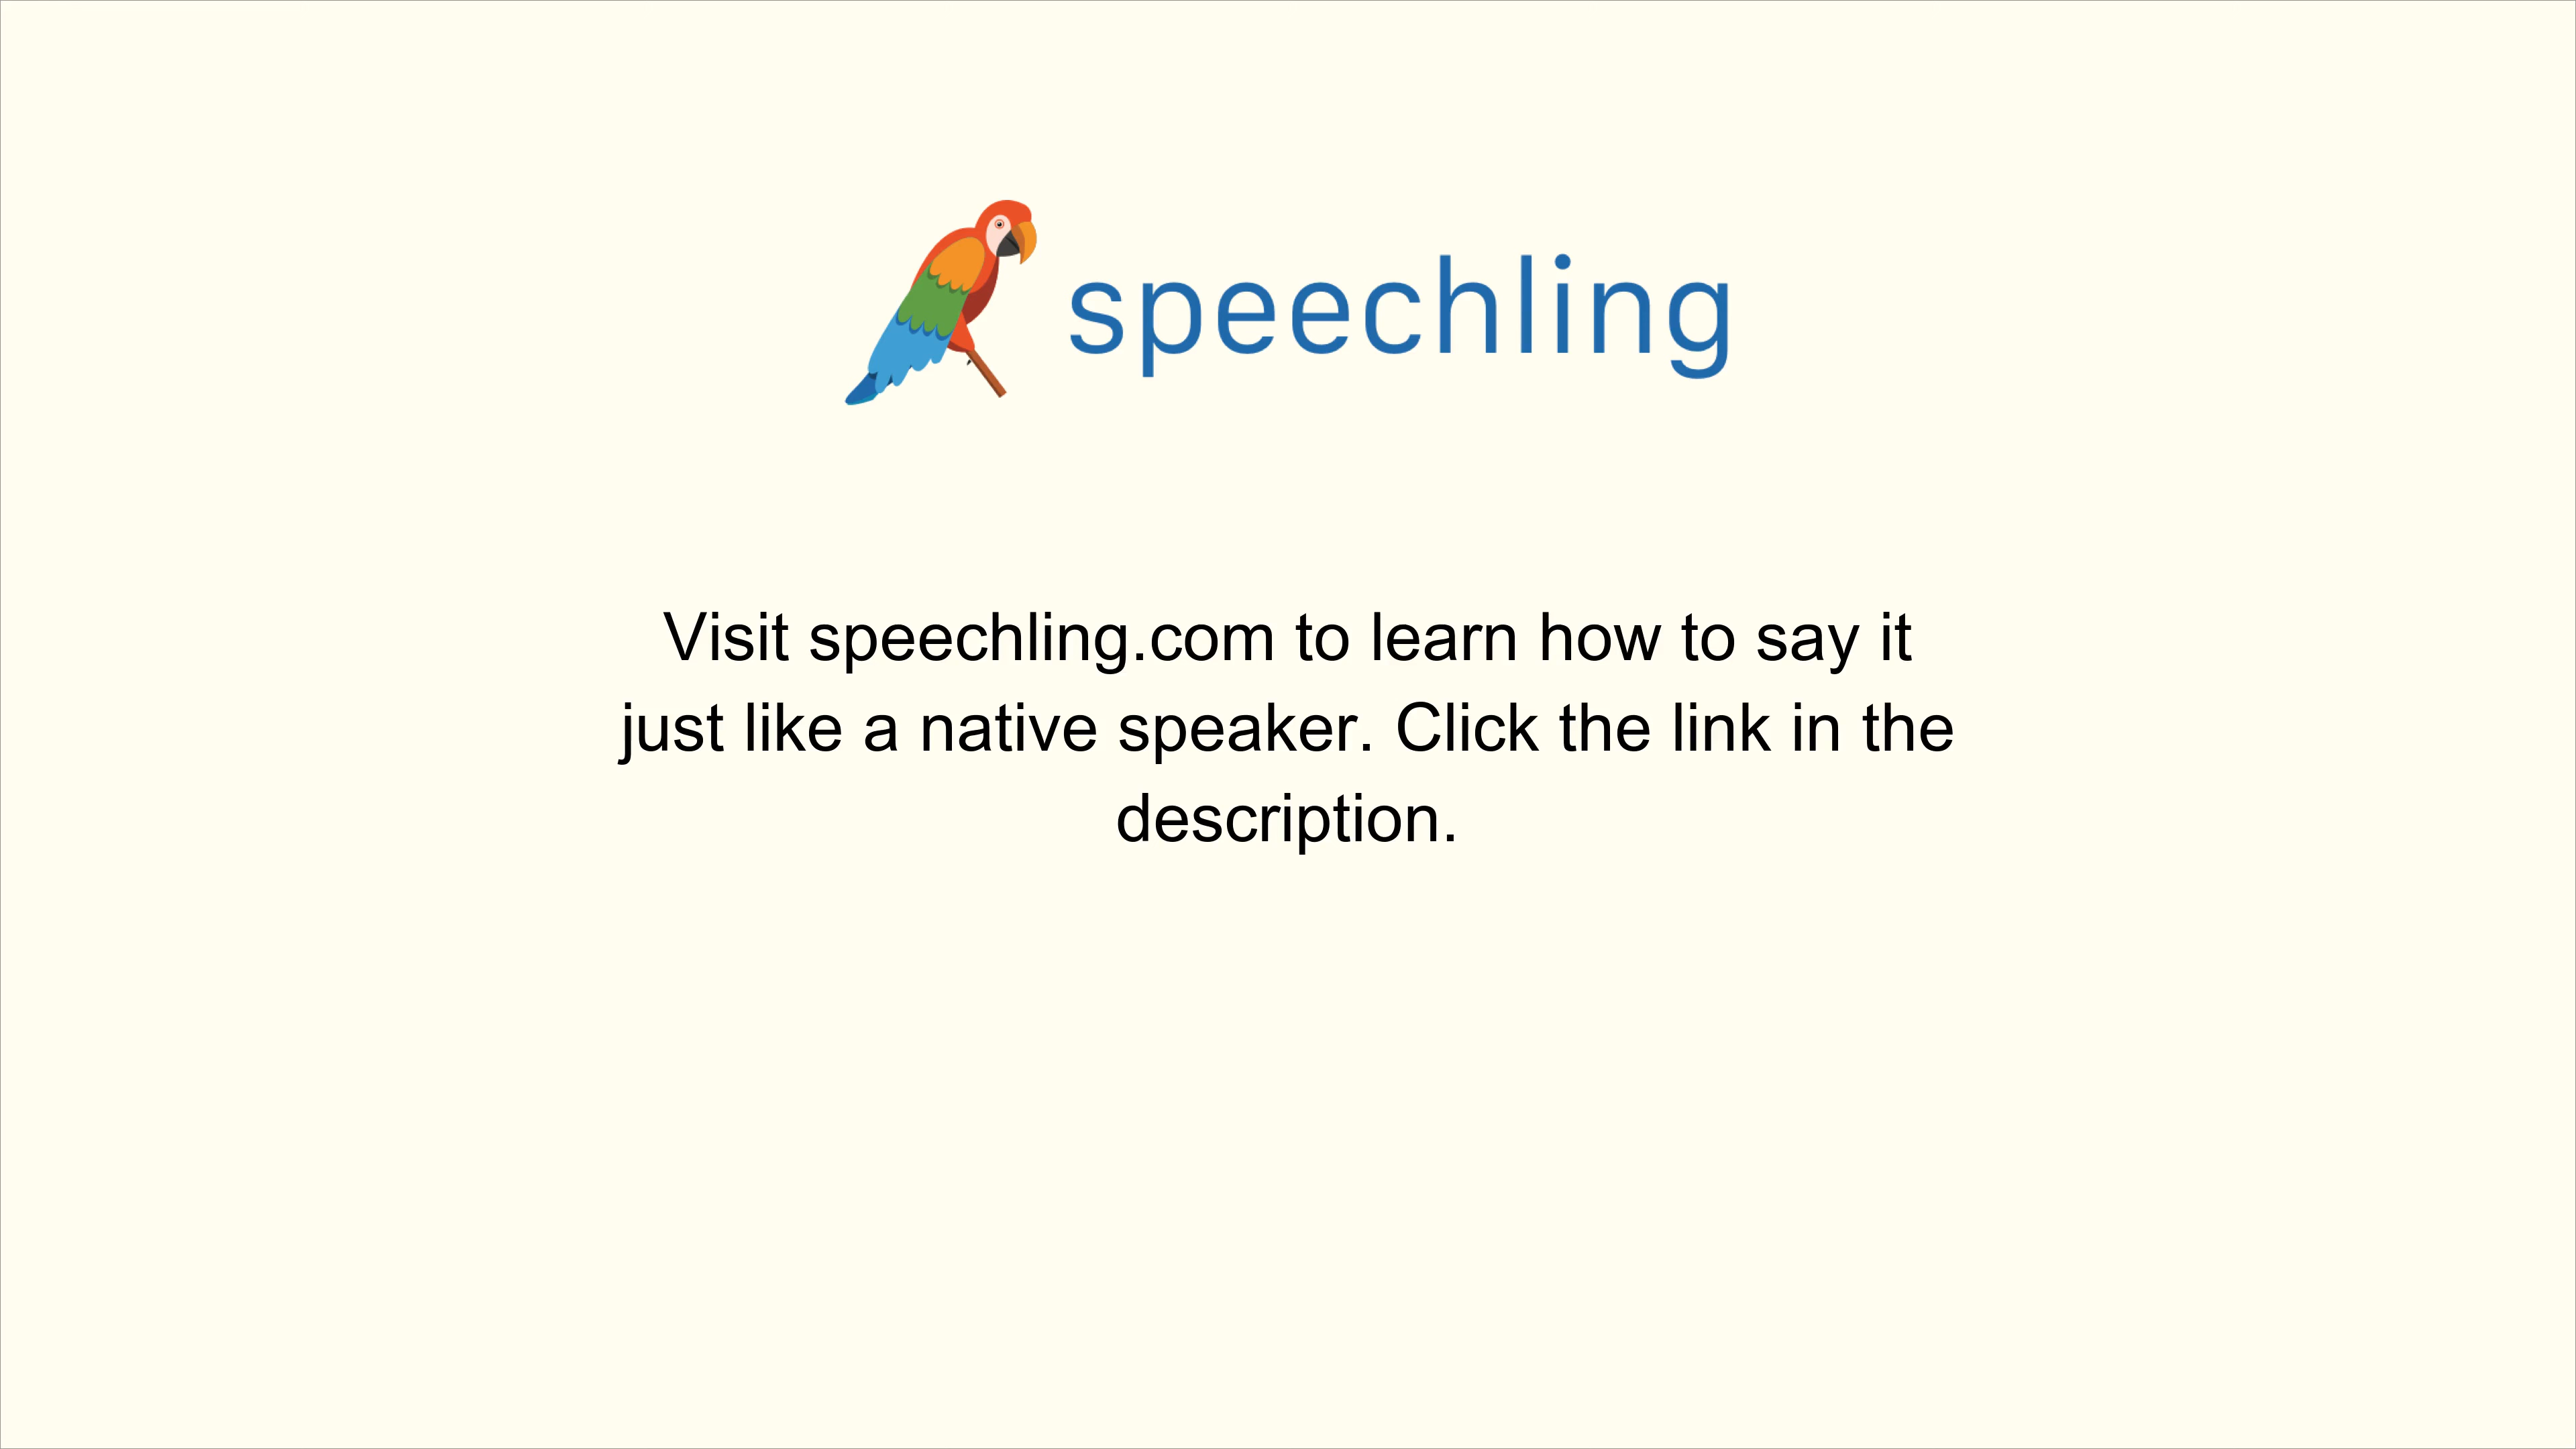 speechling
Visit speechling.com to learn how to say it
just like a native speaker. Click the link in the
description.